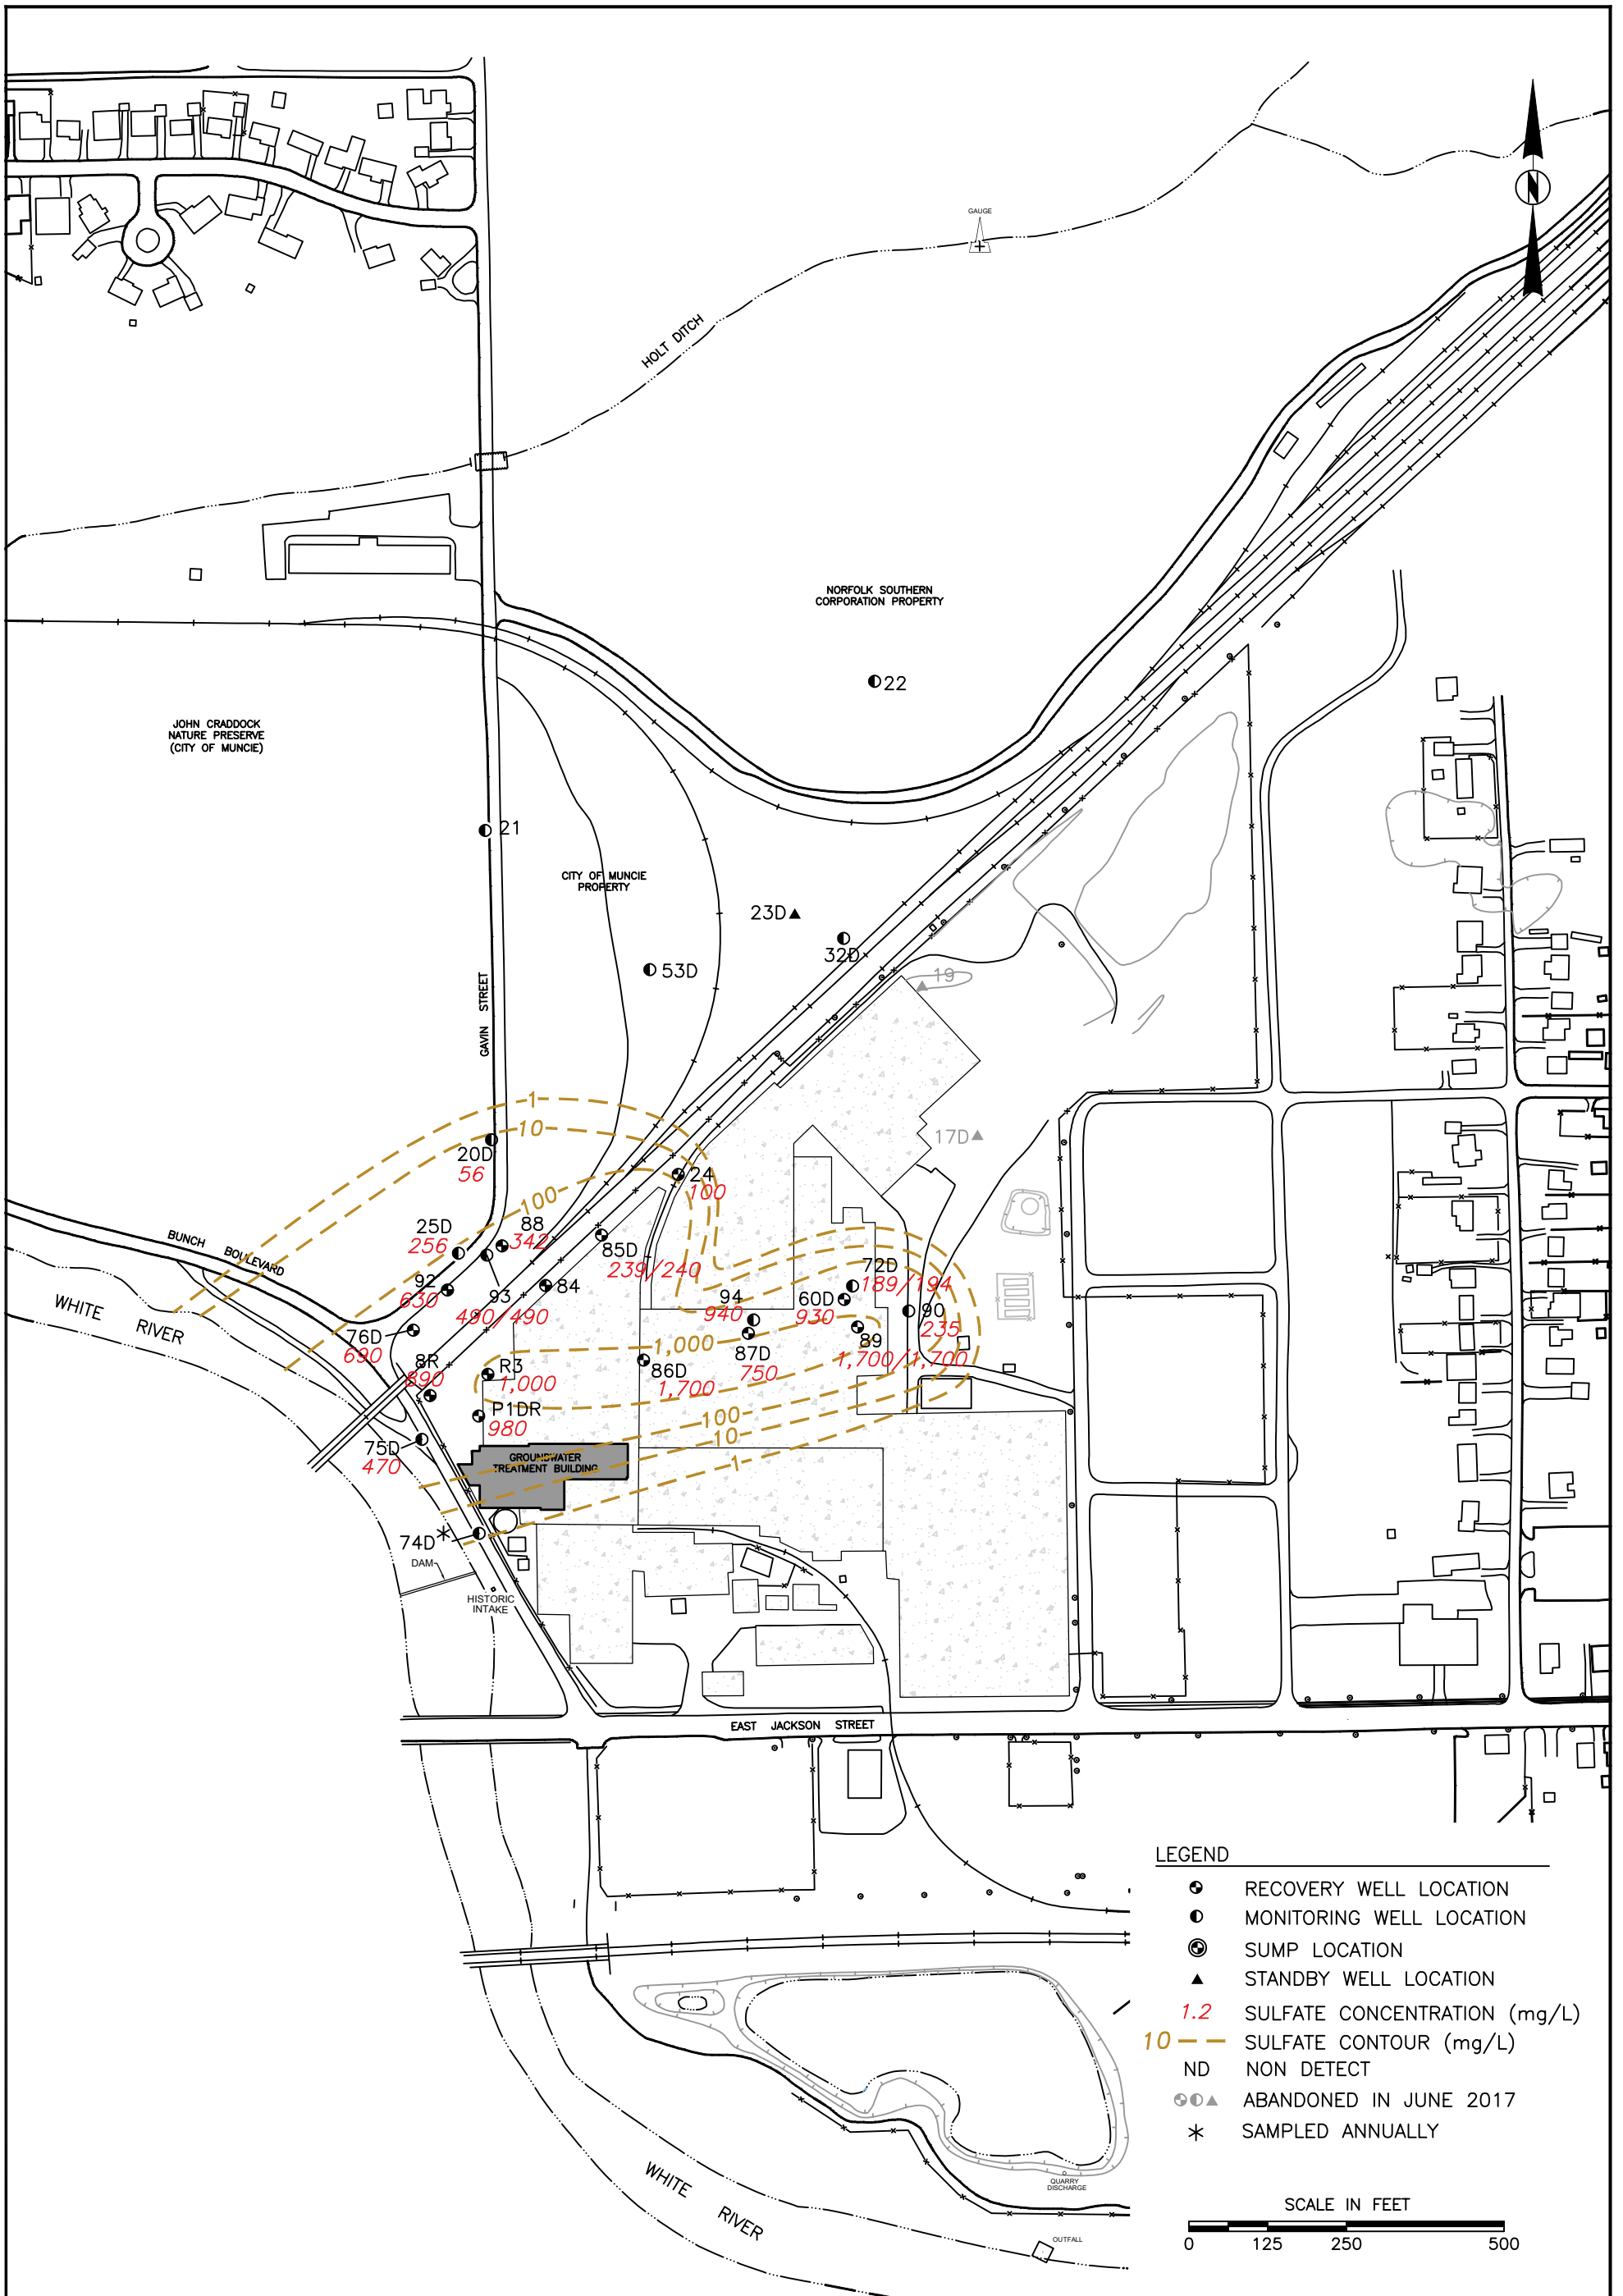 GAUGE
HOLT DITCH
NORFOLK SOUTHERN
CORPORATION PROPERTY
22
JOHN CRADDOCK
NATURE PRESERVE
(CITY OF MUNCIE)
21
CITY OF MUNCIE
PROPERTY
23D
32D
53D
19
GAVIN STREET
1
10
17D
20D
56
24
100
100
25D
256
88
342
85D
239/240
BUNCH BOULEVARD
92
630
93
490/490
84
72D
189/194
60D
930
94
940
90
235
WHITE RIVER
76D
690
89
1,700/1,700
1,000
87D
750
8R
890
R3
1,000
86D
1,700
P1DR
980
100
10
1
75D
470
GROUNDWATER
TREATMENT BUILDING
74D
DAM
HISTORIC
INTAKE
EAST JACKSON STREET
LEGEND
RECOVERY WELL LOCATION
MONITORING WELL LOCATION
SUMP LOCATION
STANDBY WELL LOCATION
1.2 SULFATE CONCENTRATION (mg/L)
10 SULFATE CONTOUR (mg/L)
ND NON DETECT
ABANDONED IN JUNE 2017
SAMPLED ANNUALLY
QUARRY
DISCHARGE
WHITE RIVER
OUTFALL
SCALE IN FEET
0 125 250 500
N